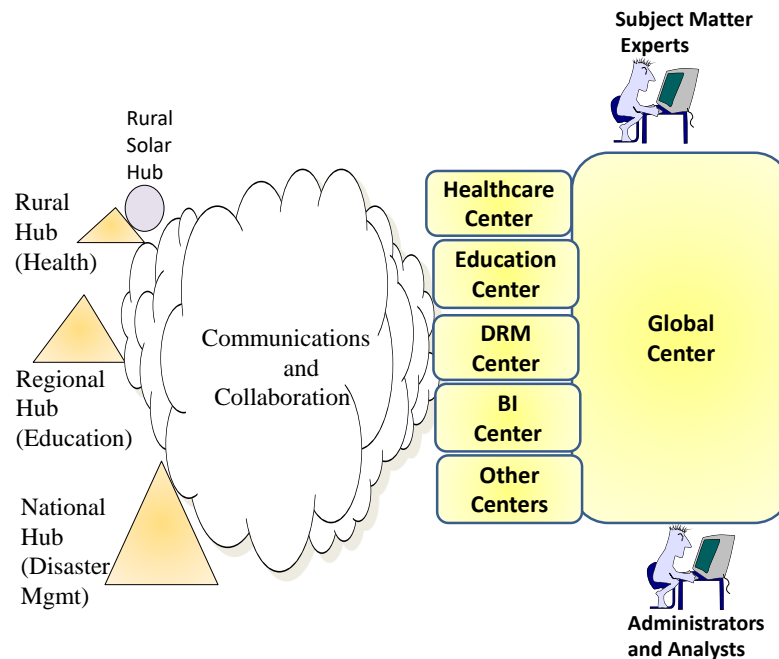 Subject Matter
Experts
Rural
Solar
Hub
Rural
Hub
(Health)
Regional
Hub
(Education)
National
Hub
(Disaster
Mgmt)
Communications
and
Collaboration
Healthcare
Center
Education
Center
DRM
Center
BI
Center
Other
Centers
Global
Center
Administrators
and Analysts